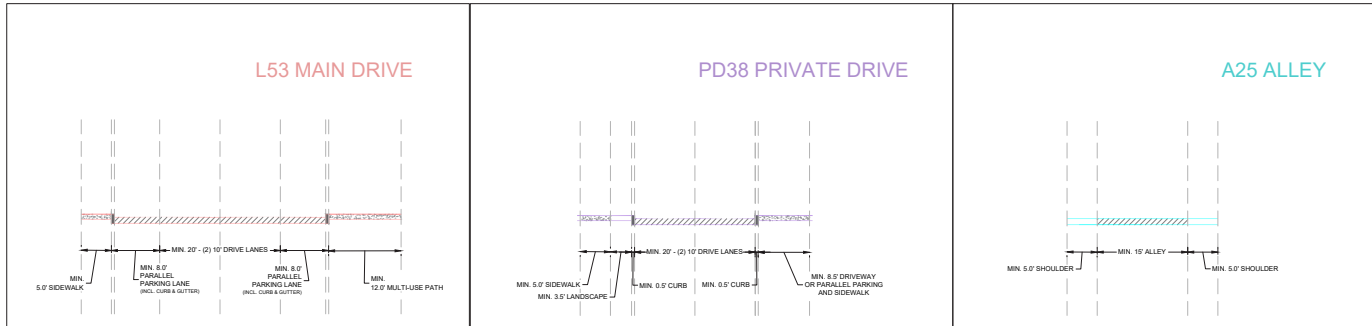 L53 MAIN DRIVE
MIN. 20' - (2) 10' DRIVE LANES
MIN.
5.0' SIDEWALK
MIN. 8.0'
PARALLEL
PARKING LANE
(INCL. CURB & GUTTER)
MIN. 8.0'
PARALLEL
PARKING LANE
(INCL. CURB & GUTTER)
MIN.
12.0' MULTI-USE PATH
PD38 PRIVATE DRIVE
MIN. 20' - (2) 10' DRIVE LANES
MIN. 5.0' SIDEWALK
MIN. 3.5' LANDSCAPE
MIN. 0.5' CURB
MIN. 0.5' CURB
MIN. 8.5' DRIVEWAY
OR PARALLEL PARKING
AND SIDEWALK
A25 ALLEY
MIN. 15' ALLEY
MIN. 5.0' SHOULDER
MIN. 5.0' SHOULDER